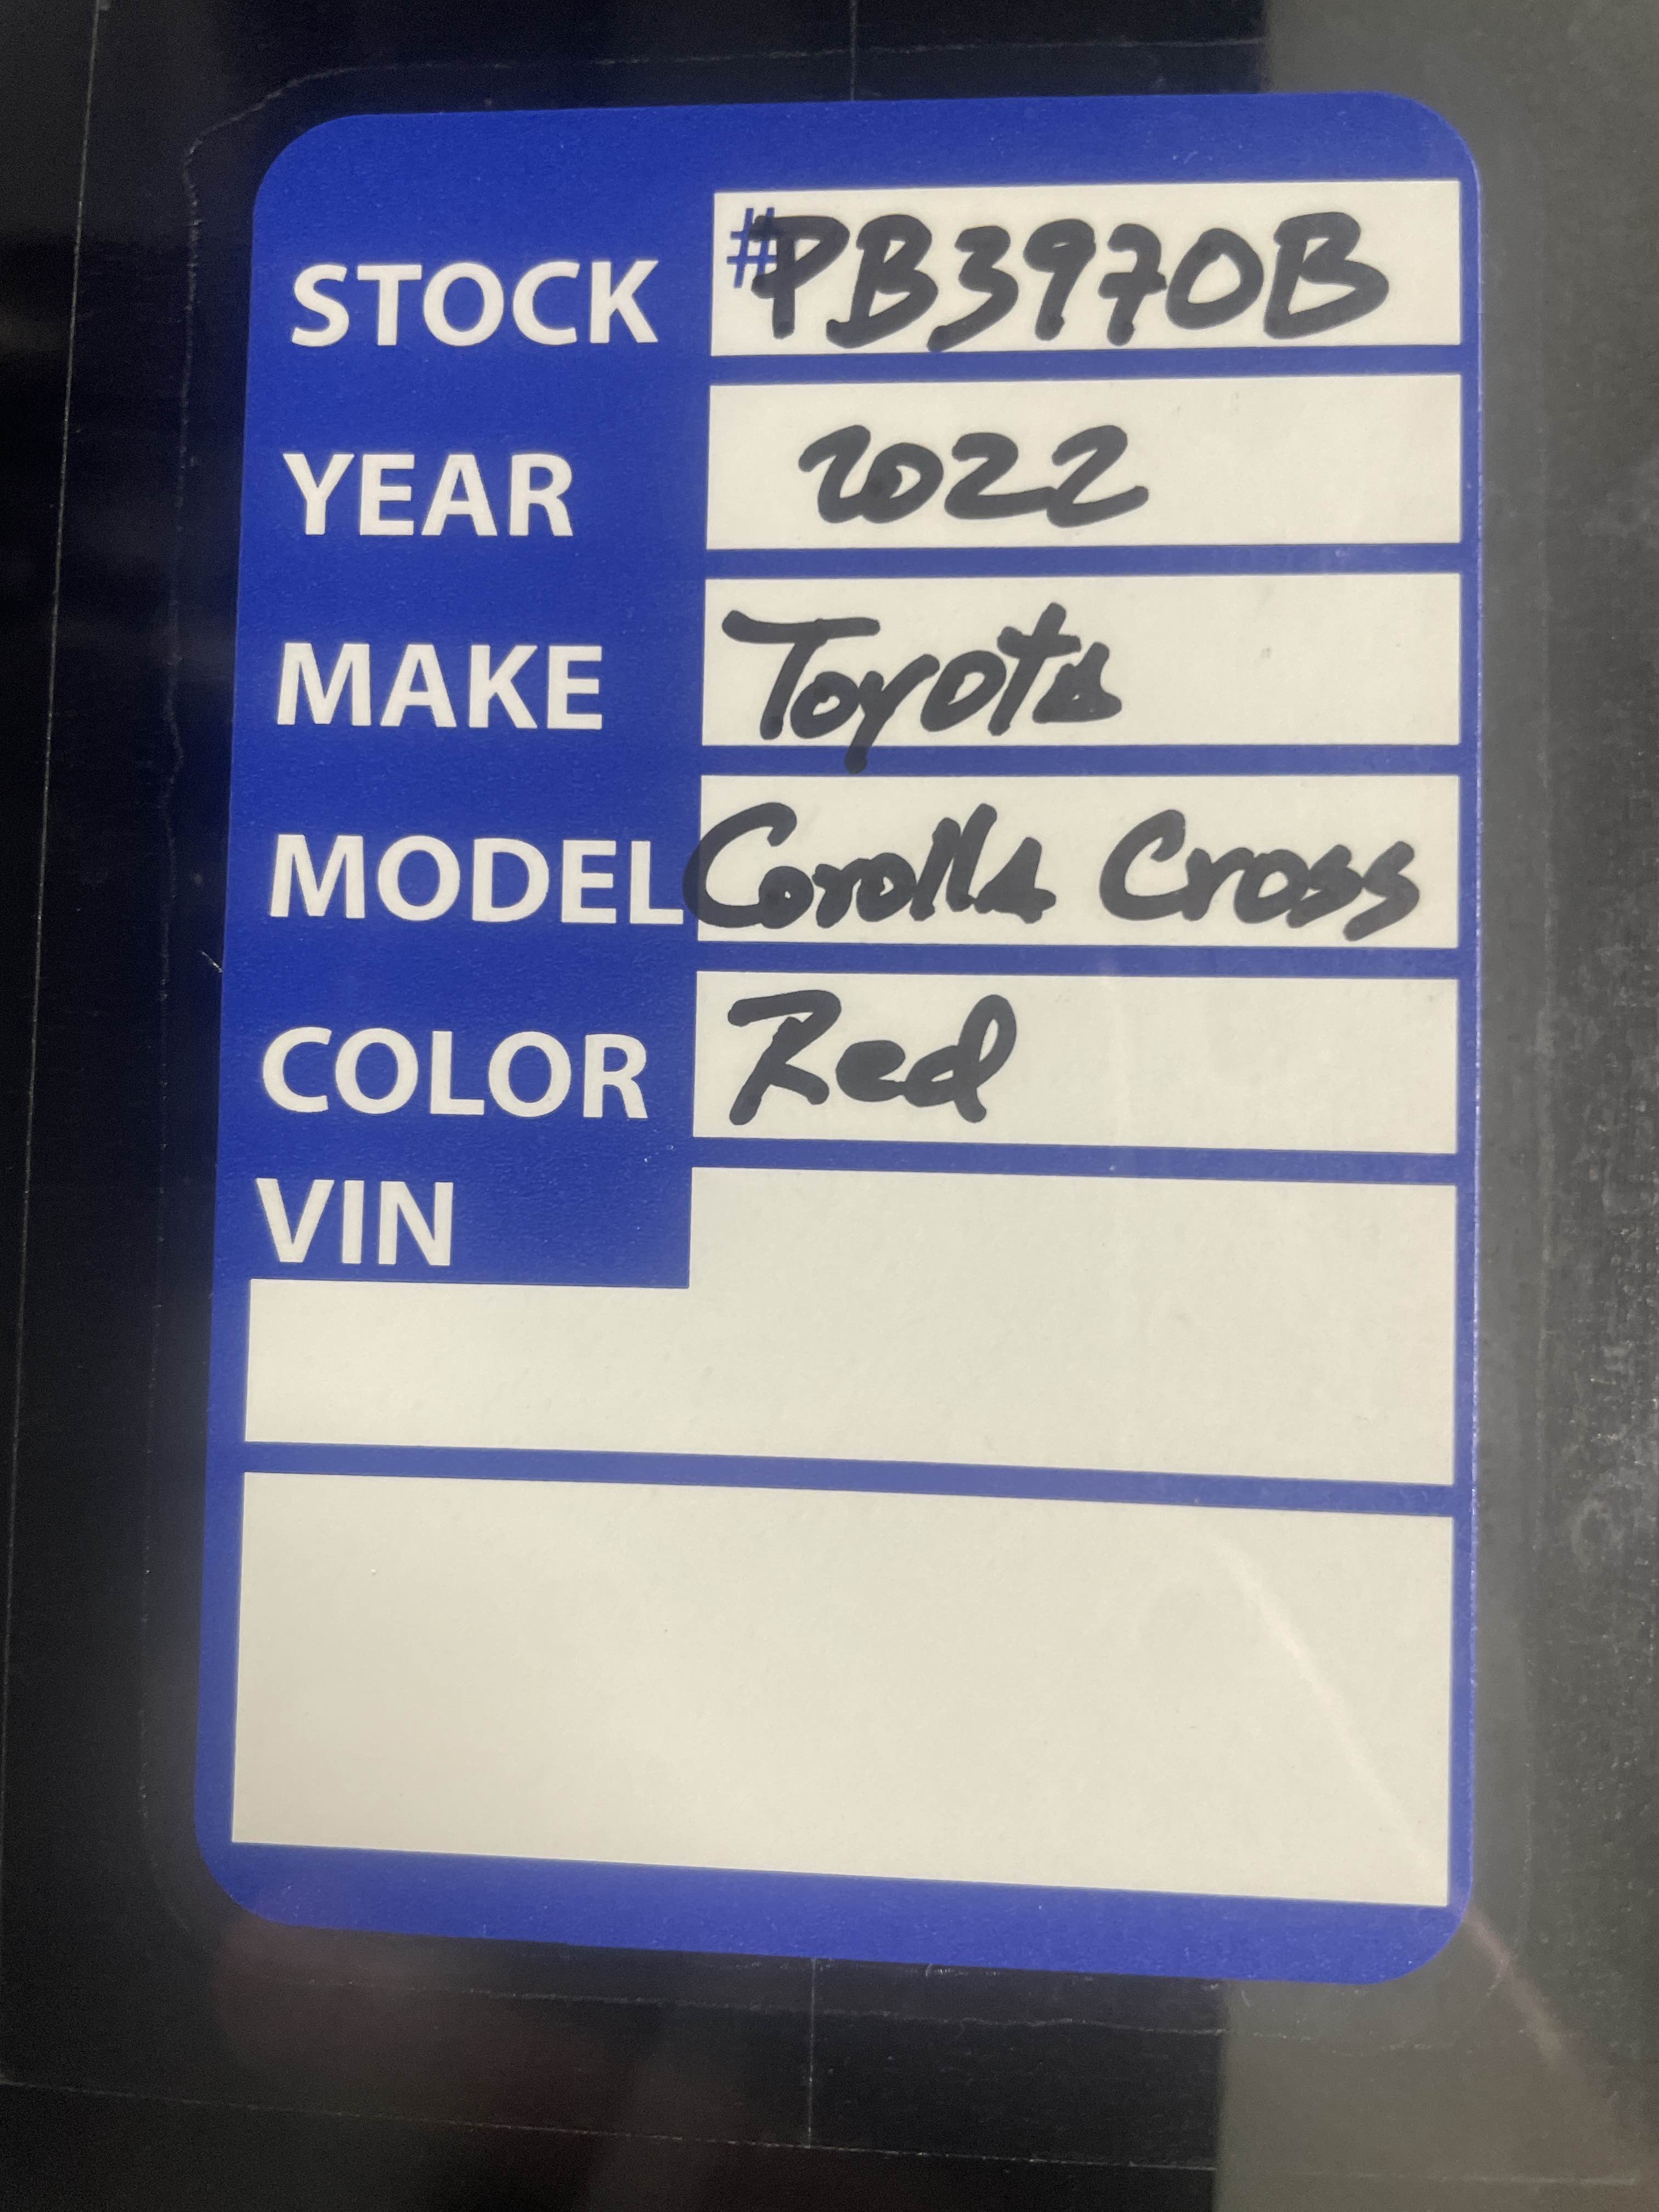 STOCK #PB3970B
YEAR 2022
MAKE Toyota
MODEL Corolla Cross
COLOR Red
VIN